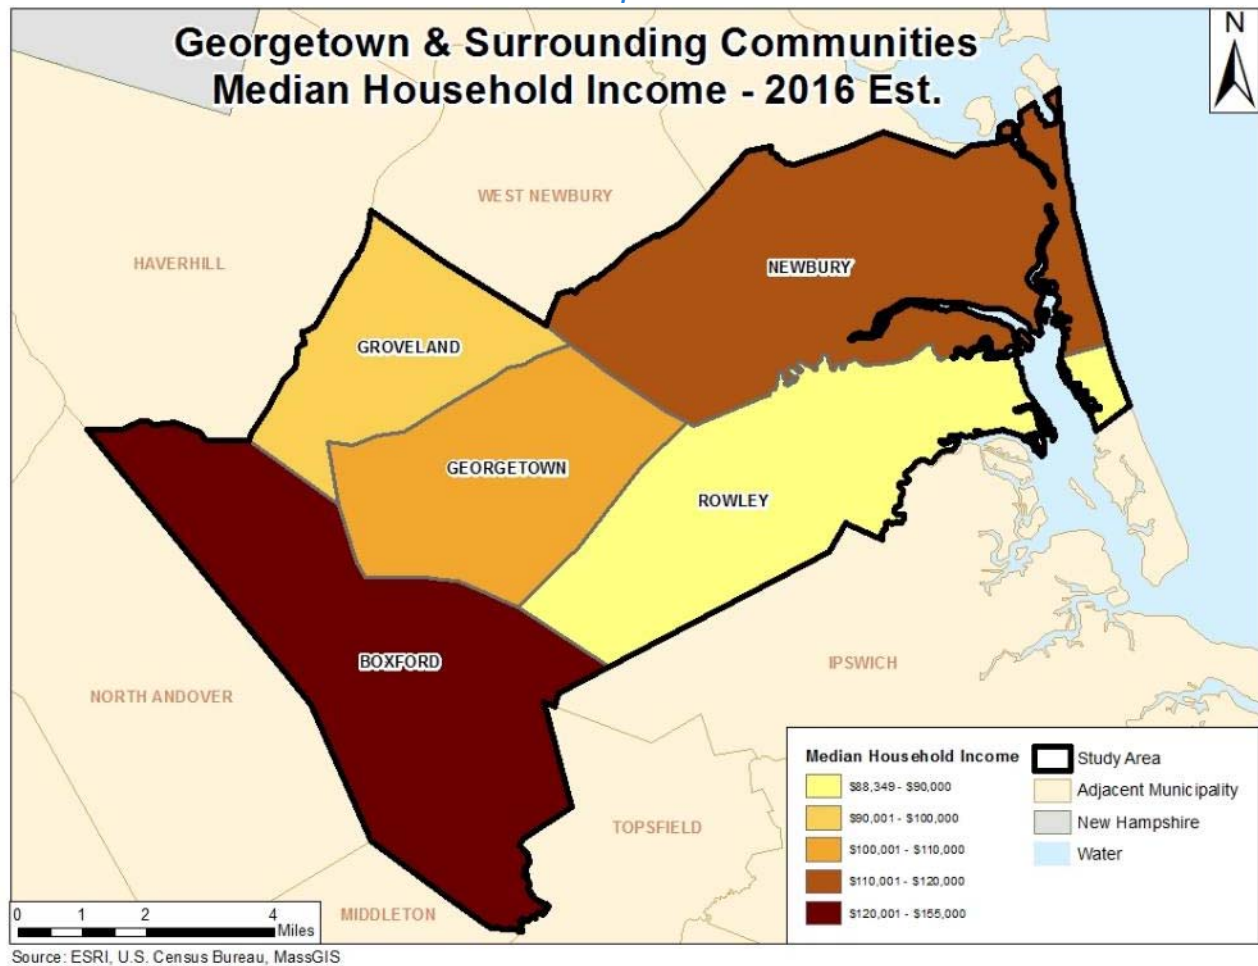 Georgetown & Surrounding Communities
Median Household Income - 2016 Est.
N
WEST NEWBURY
HAVERHILL
NEWBURY
GROVELAND
GEORGETOWN
ROWLEY
BOXFORD
IPSWICH
NORTH ANDOVER
TOPSFIELD
MIDDLETON
Median Household Income
$88,349 - $90,000
$90,001 - $100,000
$100,001 - $110,000
$110,001 - $120,000
$120,001 - $155,000
Study Area
Adjacent Municipality
New Hampshire
Water
0 1 2 4
Miles
Source: ESRI, U.S. Census Bureau, MassGIS